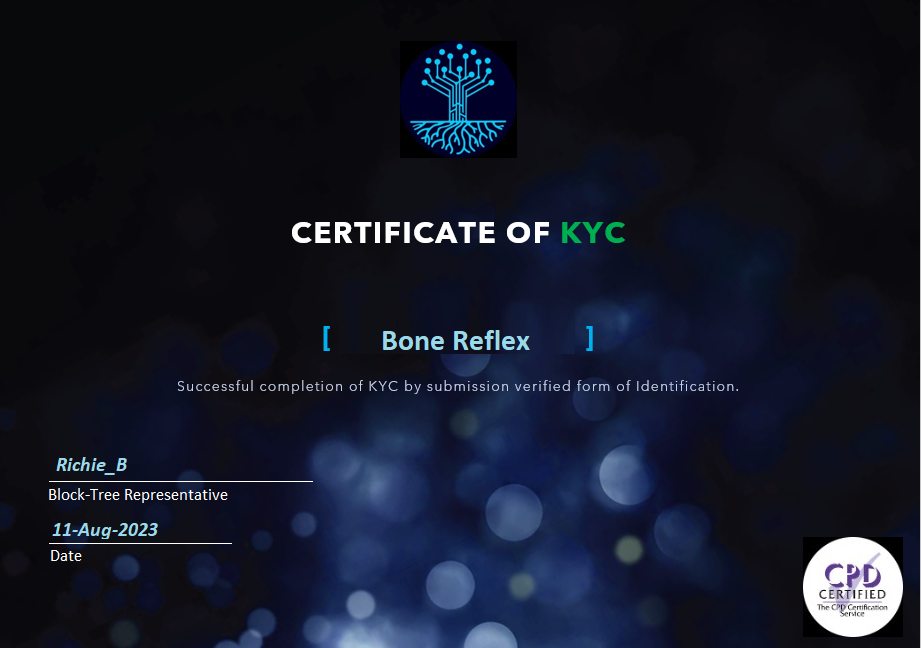 CERTIFICATE OF KYC
[ Bone Reflex ]
Successful completion of KYC by submission verified form of Identification.
Richie_B
Block-Tree Representative
11-Aug-2023
Date
CPD
CERTIFIED
The CPD Certification
Service